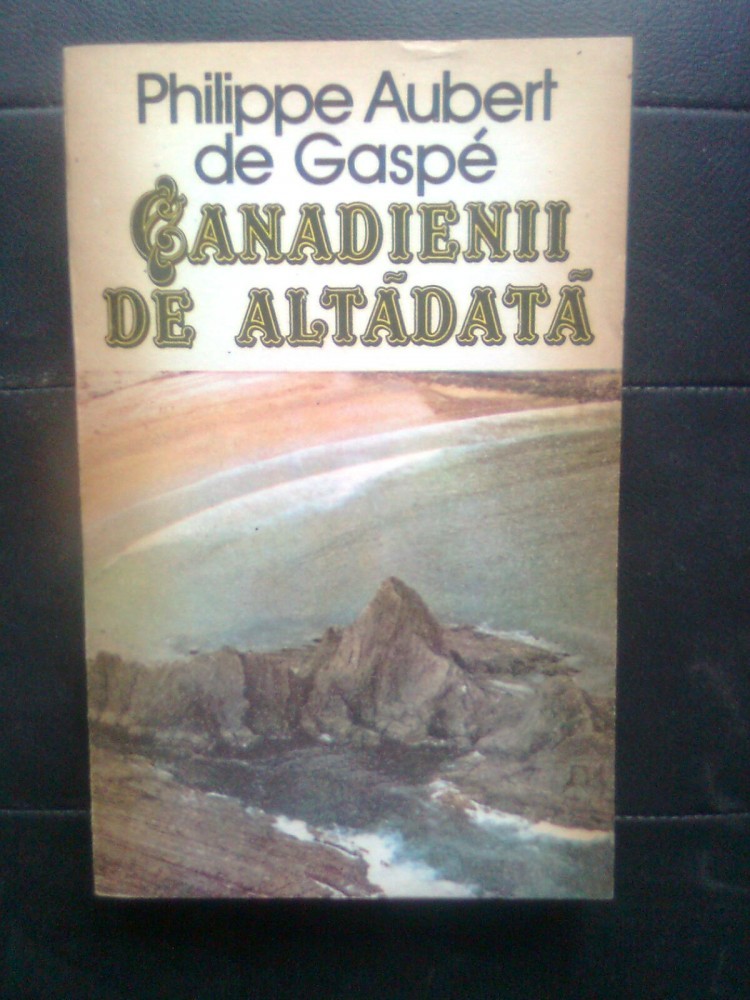 Philippe Aubert
de Gaspé
CANADIENII
DE ALTĂDATĂ